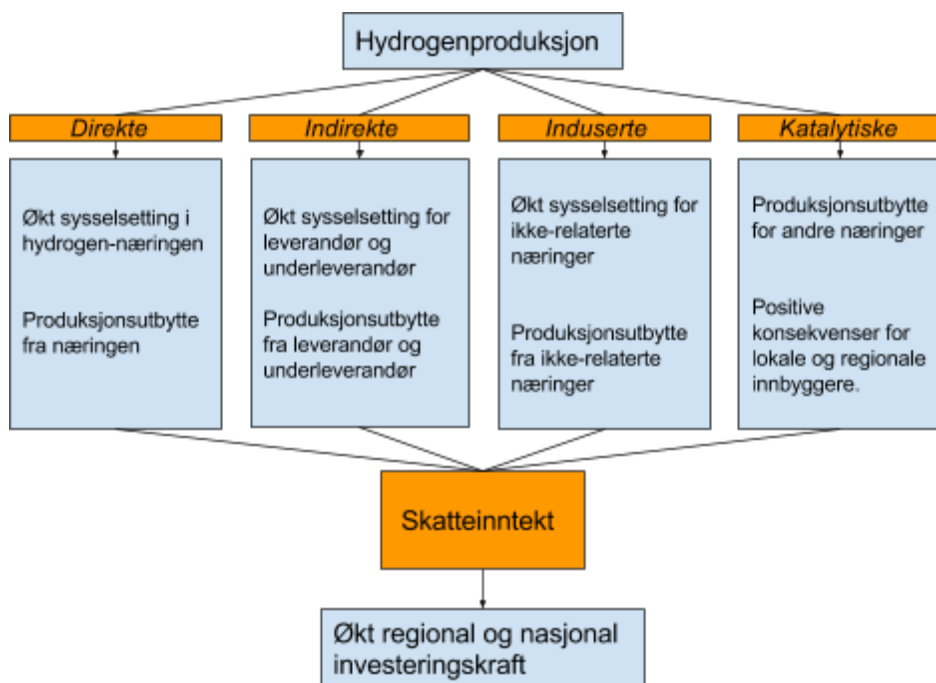 Hydrogenproduksjon
Direkte
Indirekte
Induserte
Katalytiske
Økt sysselsetting i
hydrogen-næringen
Produksjonsutbytte
fra næringen
Økt sysselsetting for
leverandør og
underleverandør
Produksjonsutbytte
fra leverandør og
underleverandør
Økt sysselsetting for
ikke-relaterte
næringer
Produksjonsutbytte
fra ikke-relaterte
næringer
Produksjonsutbytte
for andre næringer
Positive
konsekvenser for
lokale og regionale
innbyggere.
Skatteinntekt
Økt regional og nasjonal
investeringskraft